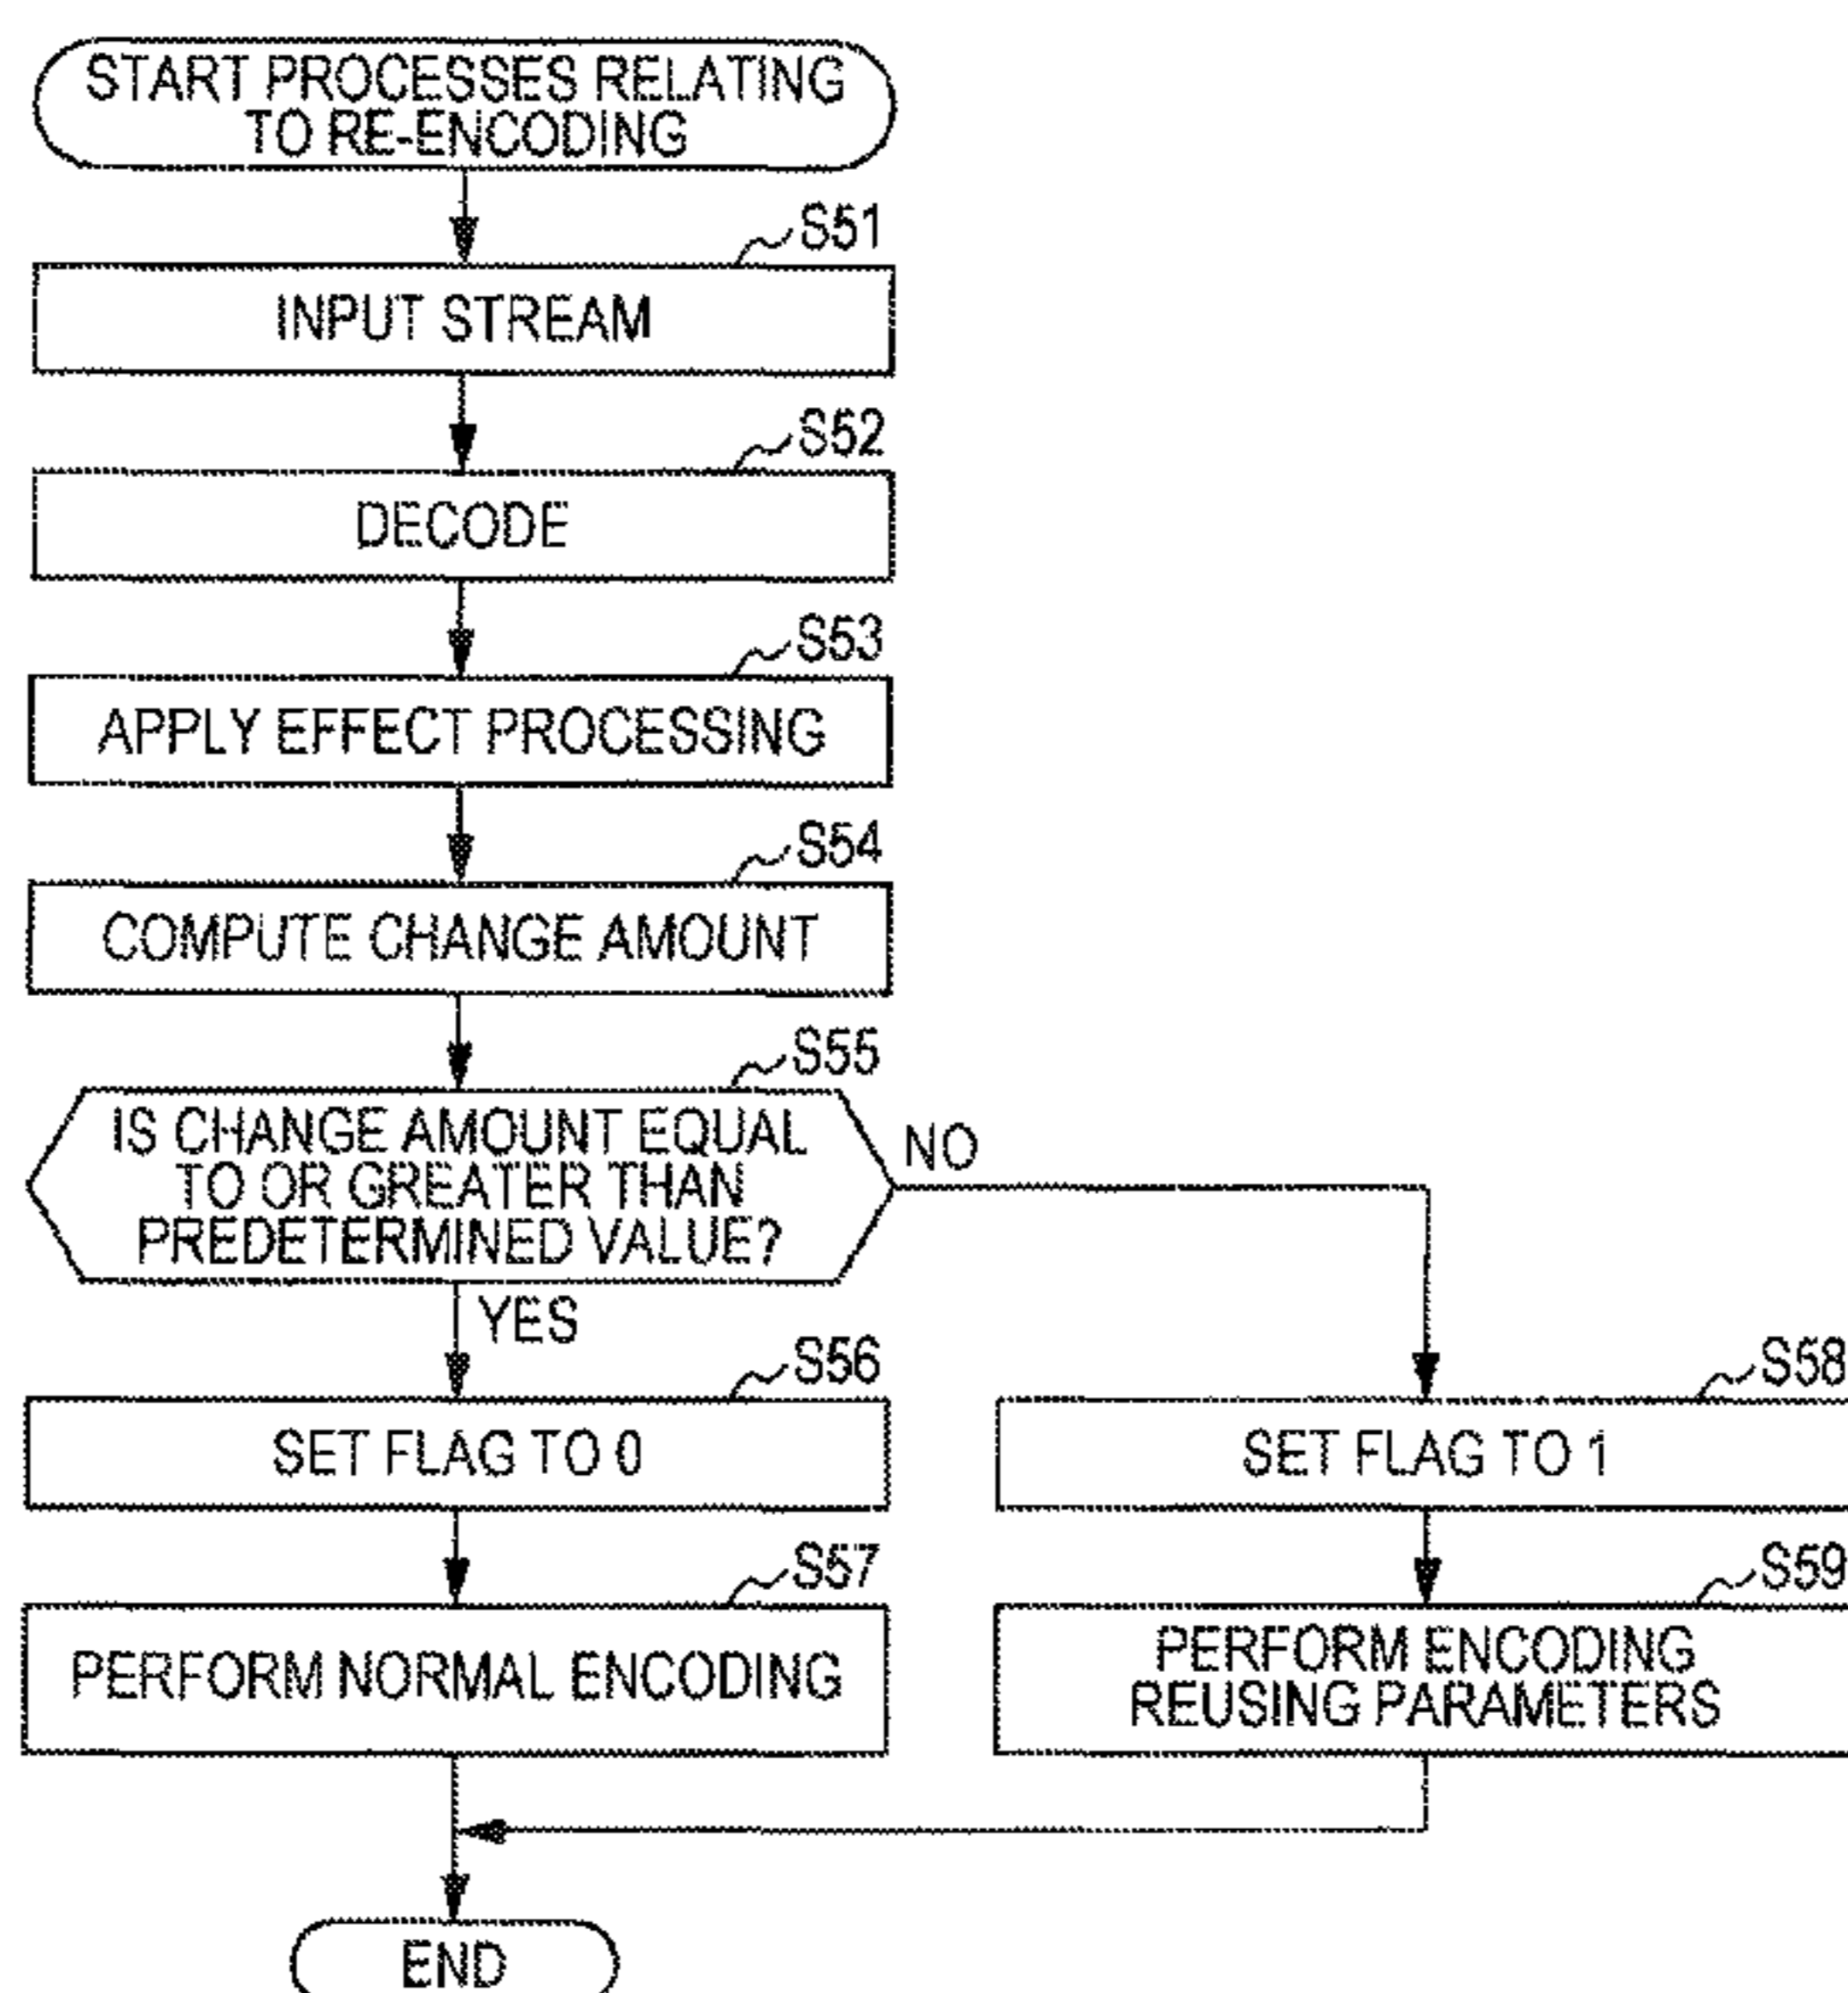 START PROCESSES RELATING
TO RE-ENCODING
S51
INPUT STREAM
S52
DECODE
S53
APPLY EFFECT PROCESSING
S54
COMPUTE CHANGE AMOUNT
S55
IS CHANGE AMOUNT EQUAL
TO OR GREATER THAN
PREDETERMINED VALUE?
NO
YES
S56
SET FLAG TO 0
S58
SET FLAG TO 1
S57
PERFORM NORMAL ENCODING
S59
PERFORM ENCODING
REUSING PARAMETERS
END